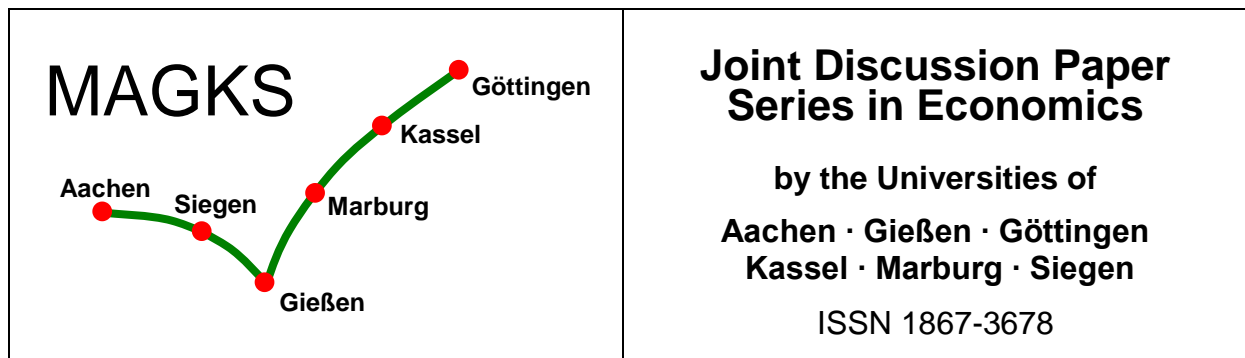 MAGKS
Göttingen
Kassel
Aachen
Siegen
Marburg
Gießen
Joint Discussion Paper
Series in Economics
by the Universities of
Aachen · Gießen · Göttingen
Kassel · Marburg · Siegen
ISSN 1867-3678